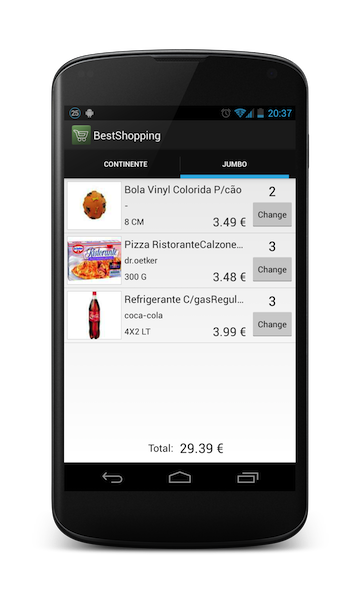 25
20:37
BestShopping
CONTINENTE
JUMBO
Bola Vinyl Colorida P/cão
2
-
8 CM
3.49 €
Change
Pizza RistoranteCalzone…
3
dr.oetker
300 G
3.48 €
Change
Ristorante
Refrigerante C/gasRegul…
3
coca-cola
4X2 LT
3.99 €
Change
Total: 29.39 €